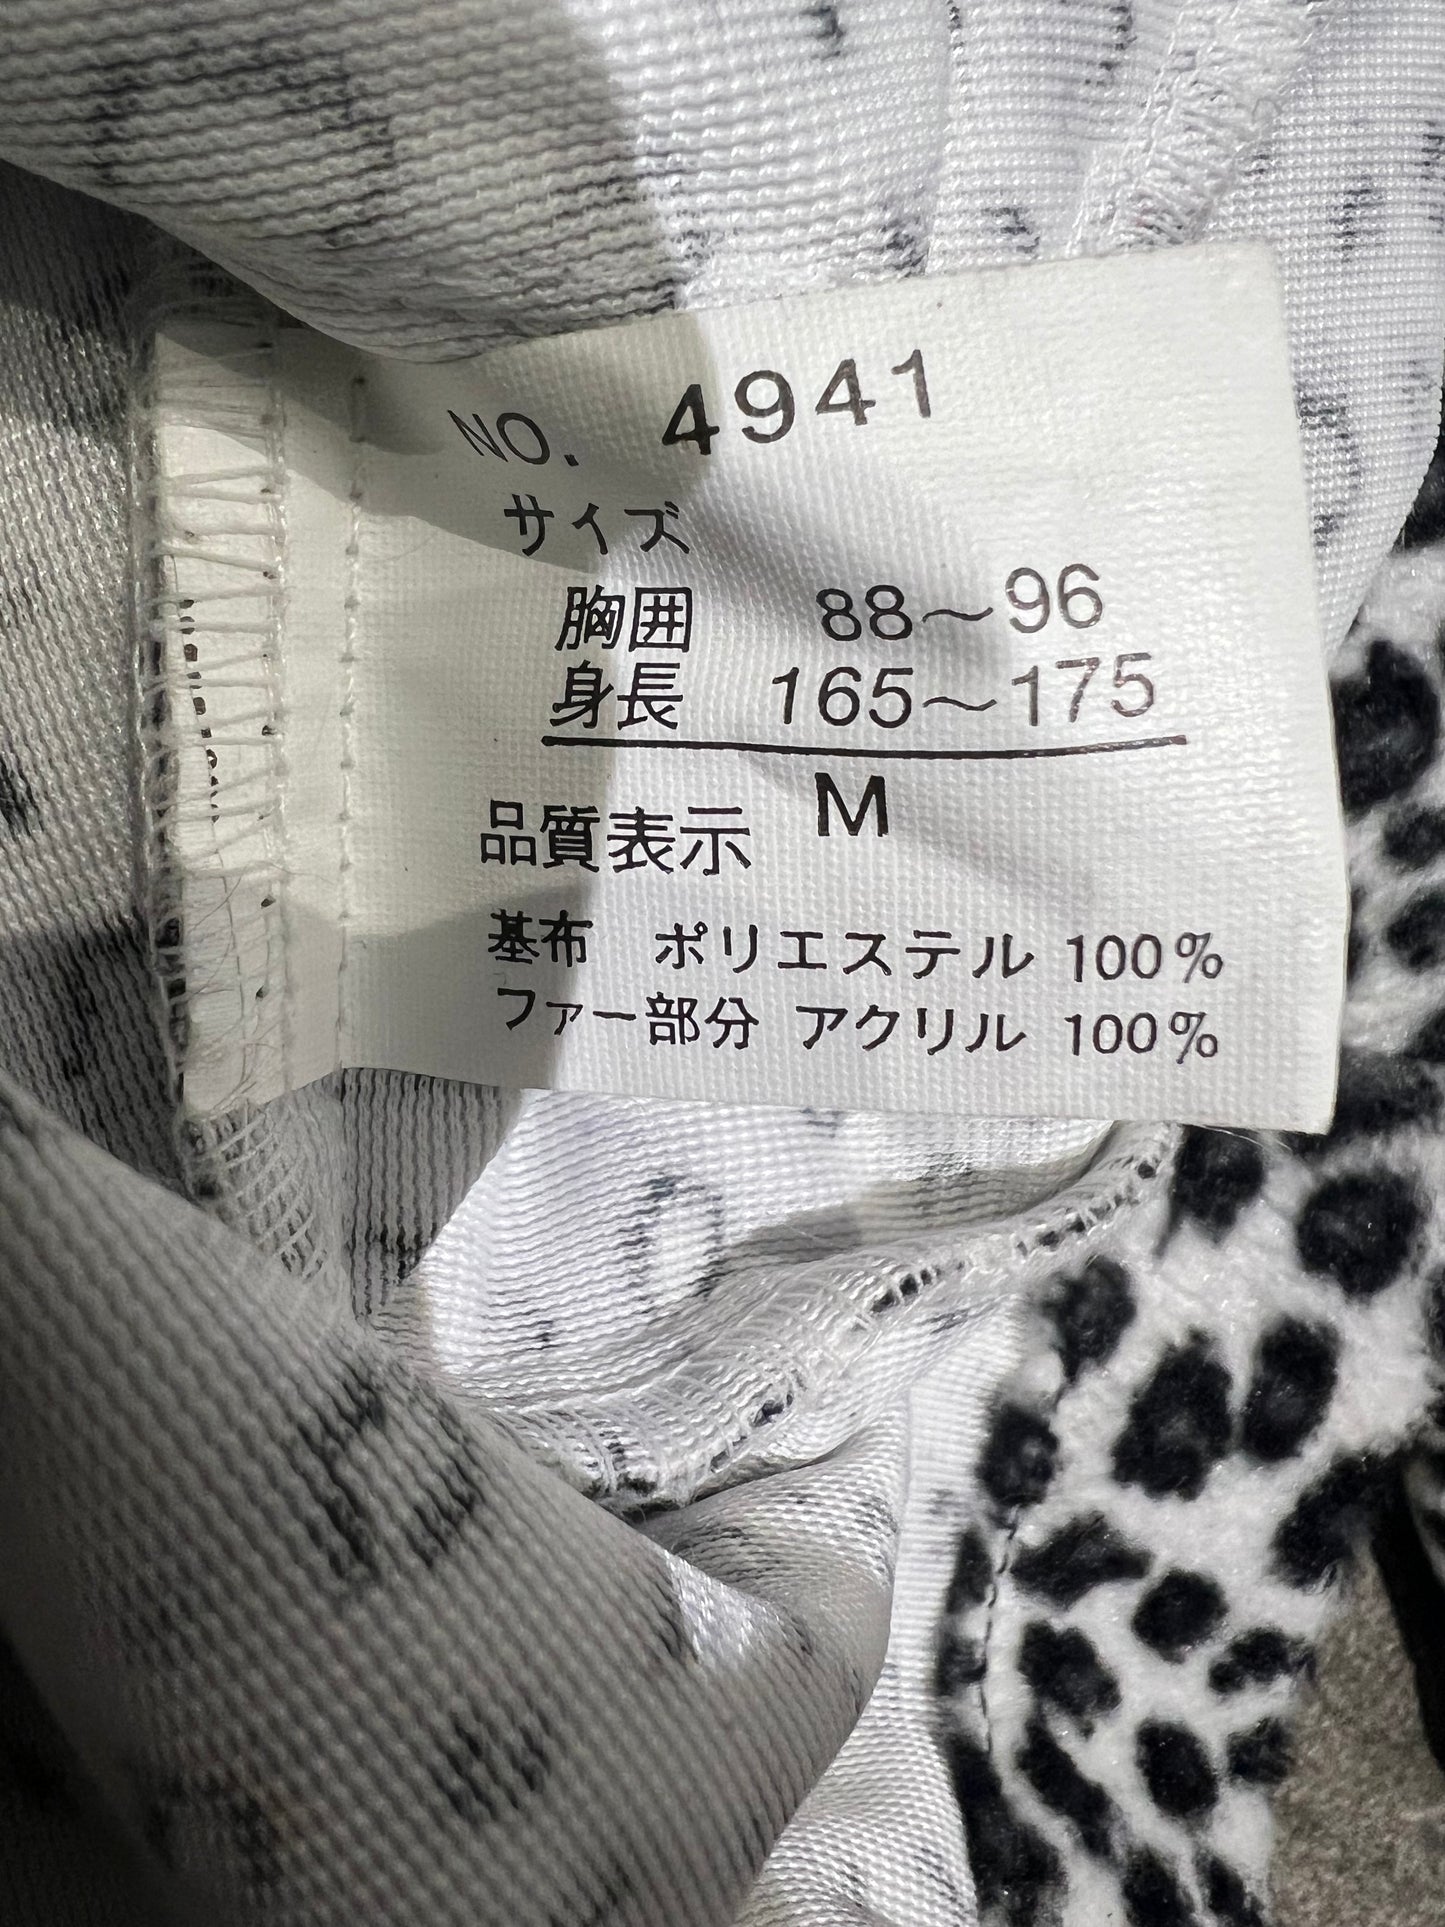 NO. 4941
サイズ
胸囲 88～96
身長 165～175
M
品質表示
基布 ポリエステル 100%
ファー部分 アクリル 100%